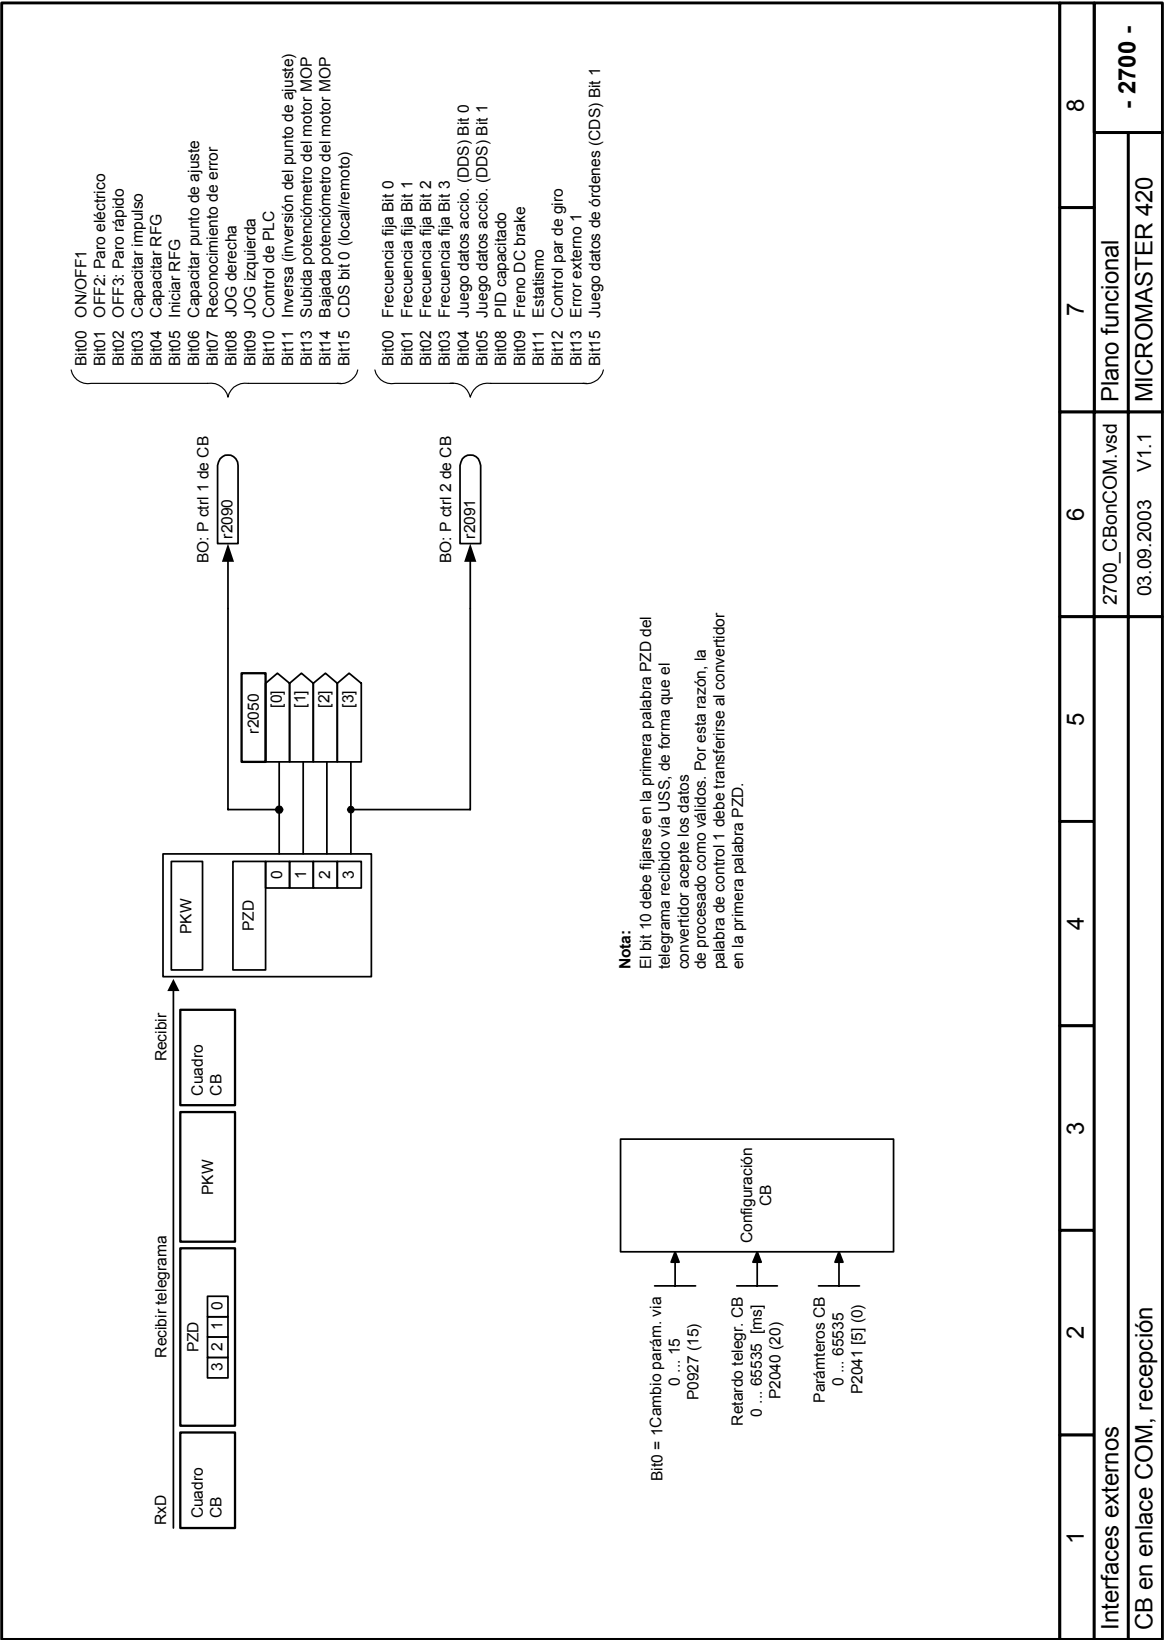 RxD
Recibir telegrama
Recibir
Cuadro
CB
PZD
3 2 1 0
PKW
Cuadro
CB
PKW
PZD
0
1
2
3
r2050
[0]
[1]
[2]
[3]
BO: P ctrl 1 de CB
r2090
Bit00 ON/OFF1
Bit01 OFF2: Paro eléctrico
Bit02 OFF3: Paro rápido
Bit03 Capacitar impulso
Bit04 Capacitar RFG
Bit05 Iniciar RFG
Bit06 Capacitar punto de ajuste
Bit07 Reconocimiento de error
Bit08 JOG derecha
Bit09 JOG izquierda
Bit10 Control de PLC
Bit11 Inversa (inversión del punto de ajuste)
Bit13 Subida potenciómetro del motor MOP
Bit14 Bajada potenciómetro del motor MOP
Bit15 CDS bit 0 (local/remoto)
BO: P ctrl 2 de CB
r2091
Bit00 Frecuencia fija Bit 0
Bit01 Frecuencia fija Bit 1
Bit02 Frecuencia fija Bit 2
Bit03 Frecuencia fija Bit 3
Bit04 Juego datos accio. (DDS) Bit 0
Bit05 Juego datos accio. (DDS) Bit 1
Bit08 PID capacitado
Bit09 Freno DC brake
Bit11 Estatismo
Bit12 Control par de giro
Bit13 Error externo 1
Bit15 Juego datos de órdenes (CDS) Bit 1
Bit0 = 1Cambio parám. via
0 ... 15
P0927 (15)
Retardo telegr. CB
0 ... 65535 [ms]
P2040 (20)
Parámteros CB
0 ... 65535
P2041 [5] (0)
Configuración
CB
Nota:
El bit 10 debe fijarse en la primera palabra PZD del
telegrama recibido vía USS, de forma que el
convertidor acepte los datos
de procesado como válidos. Por esta razón, la
palabra de control 1 debe transferirse al convertidor
en la primera palabra PZD.
1 2 3 4 5 6 7 8
Interfaces externos
2700_CBonCOM.vsd
Plano funcional
- 2700 -
CB en enlace COM, recepción
03.09.2003 V1.1
MICROMASTER 420